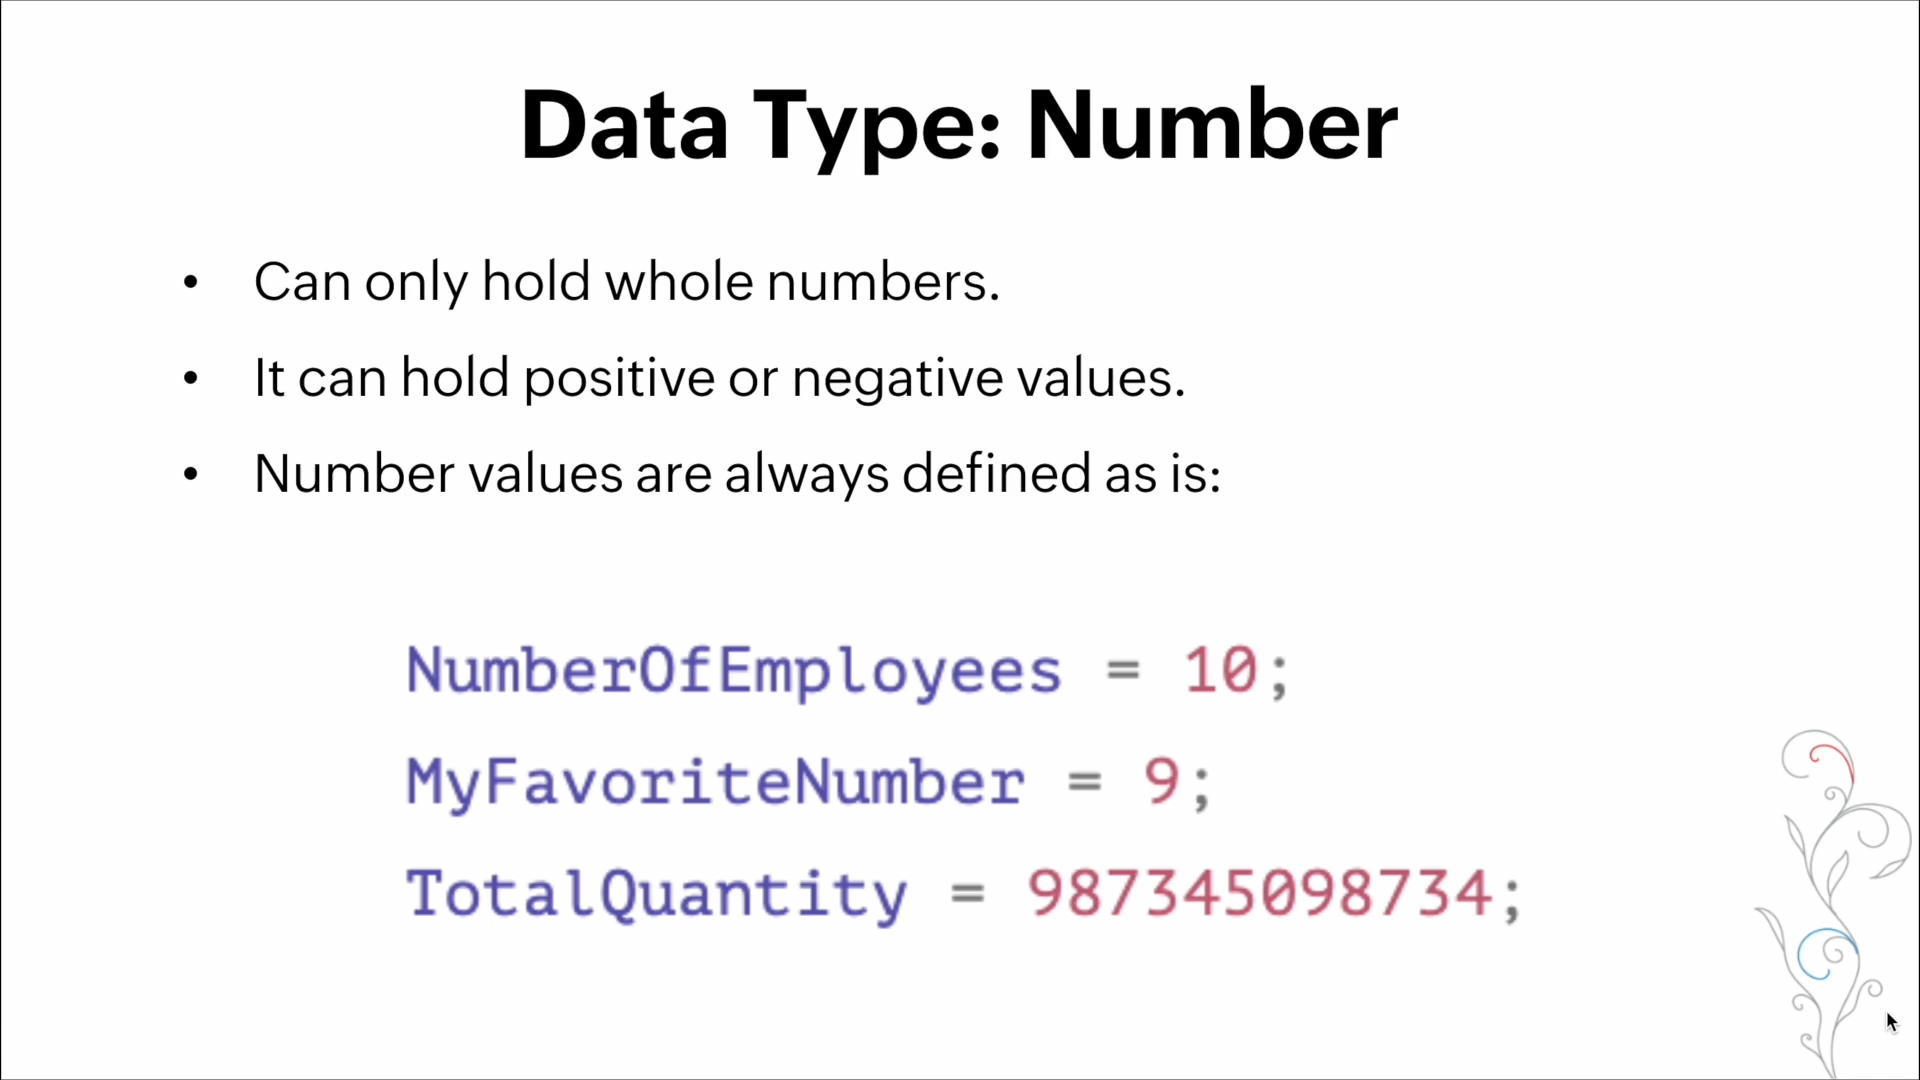 Data Type: Number
• Can only hold whole numbers.
• It can hold positive or negative values.
• Number values are always defined as is:
NumberOfEmployees = 10;
MyFavoriteNumber = 9;
TotalQuantity = 987345098734;